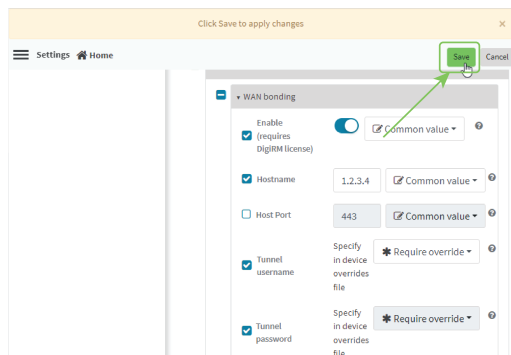 Click Save to apply changes ×
Settings Home Save Cancel
WAN bonding
Enable
(requires
DigiRM license)
Common value
Hostname 1.2.3.4 Common value
Host Port 443 Common value
Tunnel
username
Specify
in device
overrides
file
Require override
Tunnel
password
Specify
in device
overrides
file
Require override